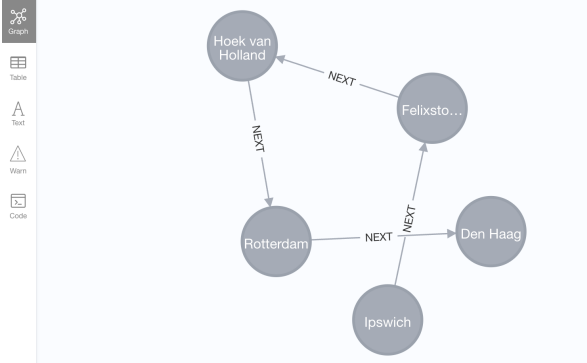 Graph
Table
Text
Warn
Code
Hoek van
Holland
NEXT
Felixsto...
NEXT
NEXT
Rotterdam
NEXT
Den Haag
Ipswich